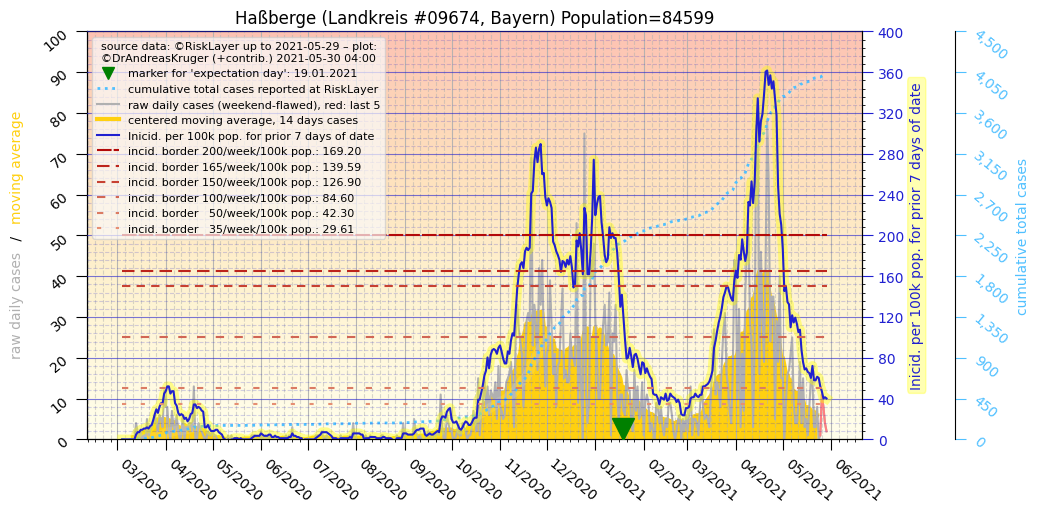 Haßberge (Landkreis #09674, Bayern) Population=84599
source data: ©RiskLayer up to 2021-05-29 – plot:
©DrAndreasKruger (+contrib.) 2021-05-30 04:00
marker for 'expectation day': 19.01.2021
cumulative total cases reported at RiskLayer
raw daily cases (weekend-flawed), red: last 5
centered moving average, 14 days cases
Inicid. per 100k pop. for prior 7 days of date
incid. border 200/week/100k pop.: 169.20
incid. border 165/week/100k pop.: 139.59
incid. border 150/week/100k pop.: 126.90
incid. border 100/week/100k pop.: 84.60
incid. border   50/week/100k pop.: 42.30
incid. border   35/week/100k pop.: 29.61
raw daily cases / moving average
100
90
80
70
60
50
40
30
20
10
0
03/2020
04/2020
05/2020
06/2020
07/2020
08/2020
09/2020
10/2020
11/2020
12/2020
01/2021
02/2021
03/2021
04/2021
05/2021
06/2021
400
360
320
280
240
200
160
120
80
40
0
Inicid. per 100k pop. for prior 7 days of date
4,500
4,050
3,600
3,150
2,700
2,250
1,800
1,350
900
450
0
cumulative total cases